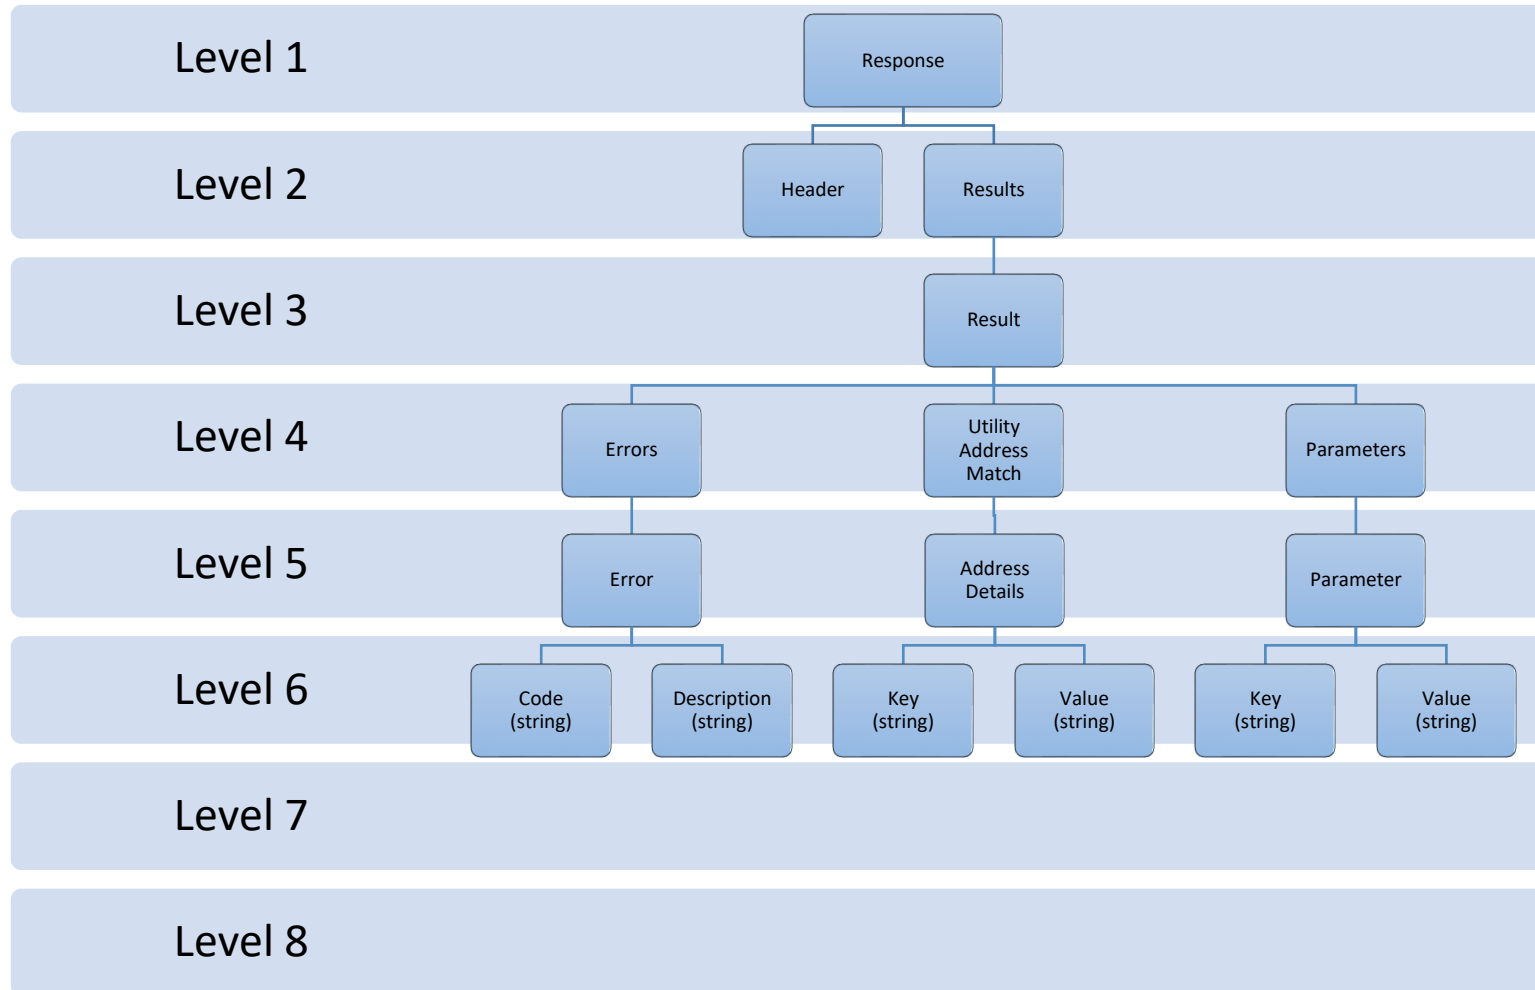 Level 1
Response
Level 2
Header
Results
Level 3
Result
Level 4
Errors
Utility
Address
Match
Parameters
Level 5
Error
Address
Details
Parameter
Level 6
Code
(string)
Description
(string)
Key
(string)
Value
(string)
Key
(string)
Value
(string)
Level 7
Level 8